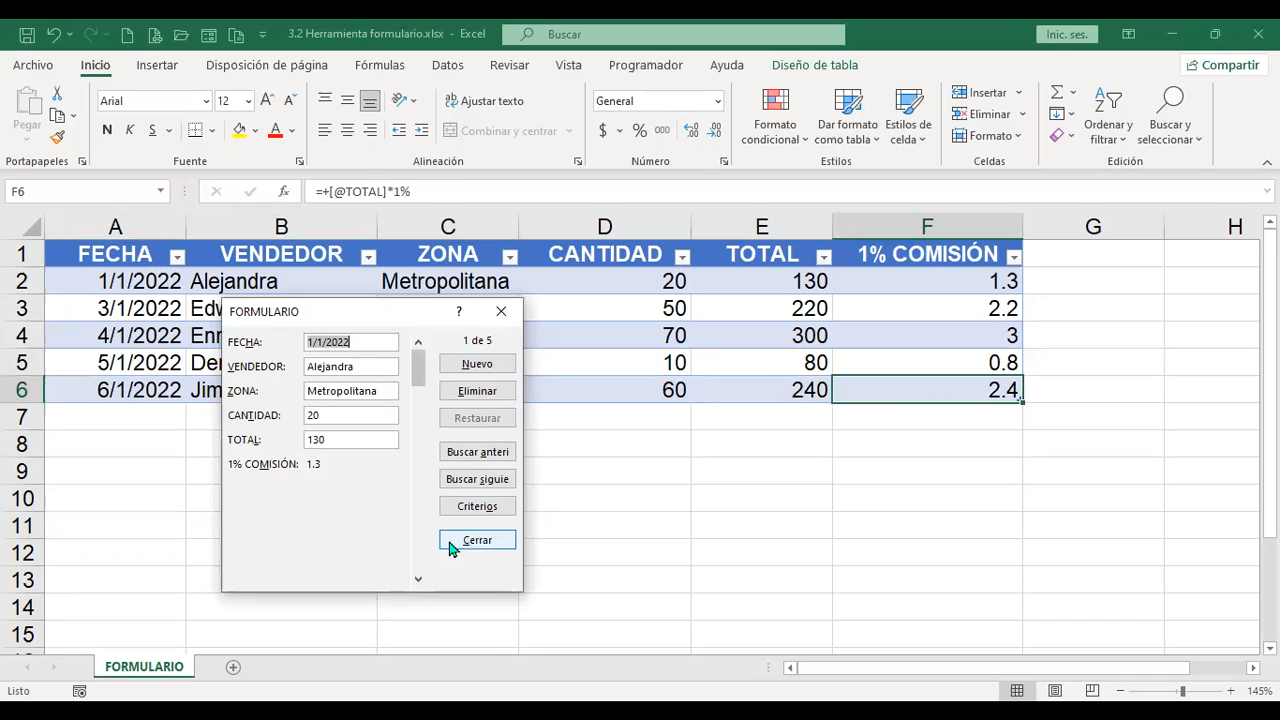 3.2 Herramienta formulario.xlsx - Excel
Buscar
Inic. ses.
Archivo Inicio Insertar Disposición de página Fórmulas Datos Revisar Vista Programador Ayuda Diseño de tabla Compartir
Pegar
Portapapeles
Arial 12
N K S
Fuente
Ajustar texto
Combinar y centrar
Alineación
General
$ % 000
Número
Formato condicional
Dar formato como tabla
Estilos de celda
Estilos
Insertar
Eliminar
Formato
Celdas
Ordenar y filtrar
Buscar y seleccionar
Edición
F6 =+[@TOTAL]*1%
A B C D E F G H
1 FECHA VENDEDOR ZONA CANTIDAD TOTAL 1% COMISIÓN
2 1/1/2022 Alejandra Metropolitana 20 130 1.3
3 3/1/2022 Edw 50 220 2.2
4 4/1/2022 Enr 70 300 3
5 5/1/2022 Der 10 80 0.8
6 6/1/2022 Jim 60 240 2.4
7
8
9
10
11
12
13
14
15
FORMULARIO ?
FECHA: 1/1/2022
VENDEDOR: Alejandra
ZONA: Metropolitana
CANTIDAD: 20
TOTAL: 130
1% COMISIÓN: 1.3
1 de 5
Nuevo
Eliminar
Restaurar
Buscar anteri
Buscar siguie
Criterios
Cerrar
FORMULARIO
Listo
145%